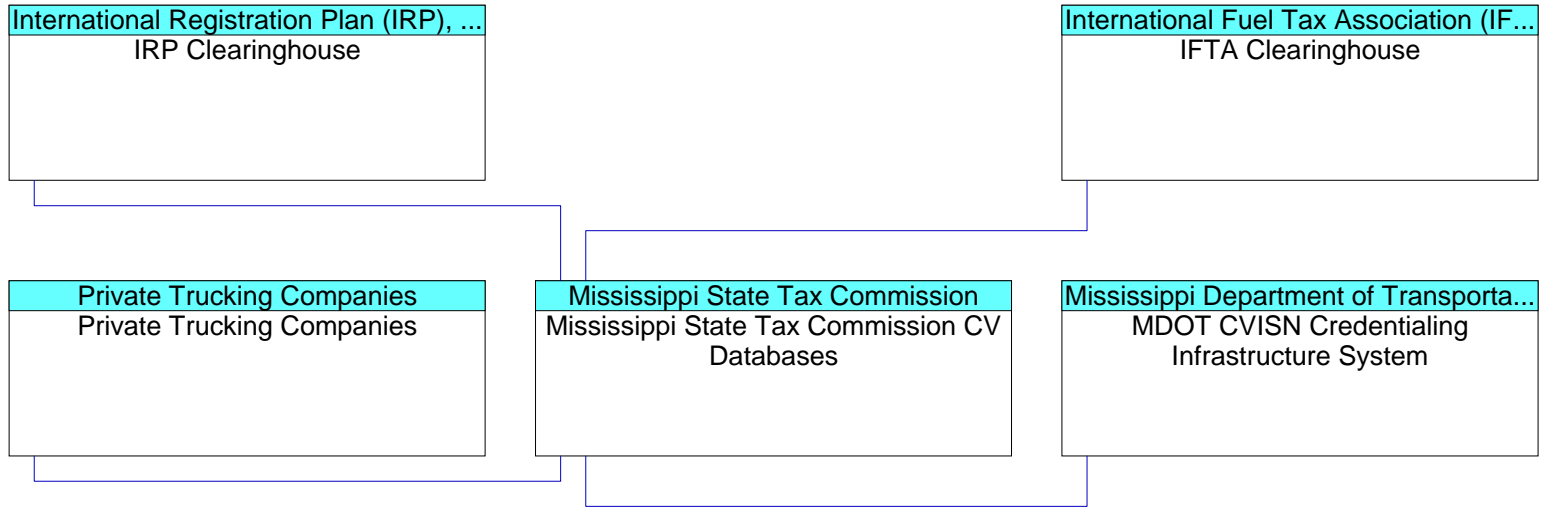 International Registration Plan (IRP), ...
IRP Clearinghouse
International Fuel Tax Association (IF...
IFTA Clearinghouse
Private Trucking Companies
Private Trucking Companies
Mississippi State Tax Commission
Mississippi State Tax Commission CV
Databases
Mississippi Department of Transporta...
MDOT CVISN Credentialing
Infrastructure System